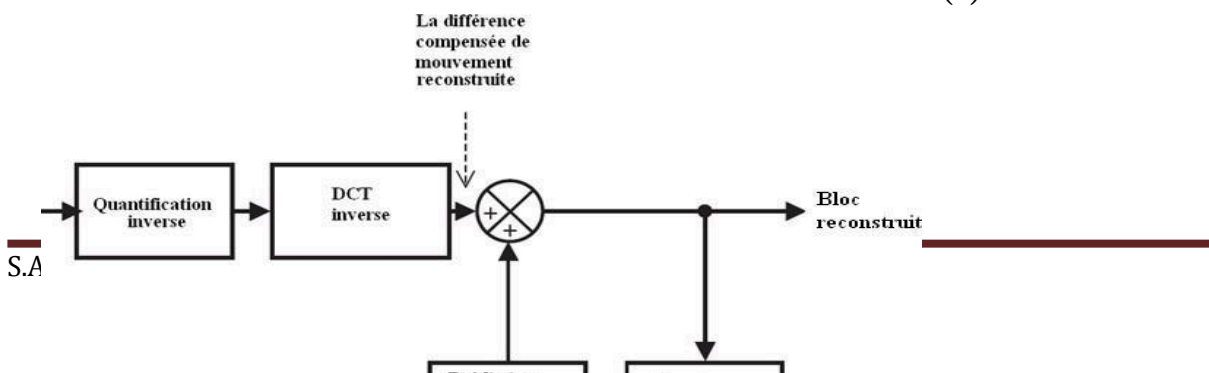 La différence
compensée de
mouvement
reconstruite
Quantification
inverse
DCT
inverse
+
+
Bloc
reconstruit
S.A